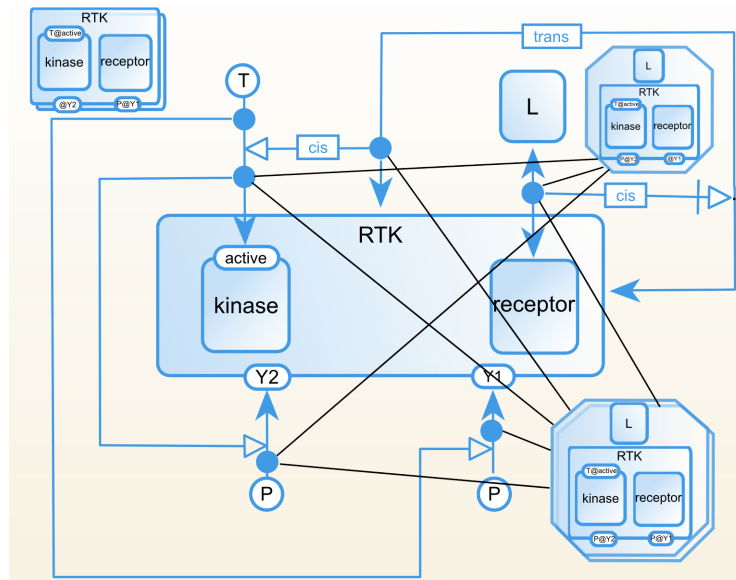 RTK
T@active
kinase
receptor
@Y2
P@Y1
trans
T
L
cis
L
RTK
T@active
kinase
receptor
P@Y2
@Y1
cis
RTK
active
kinase
receptor
Y2
Y1
P
P
L
RTK
T@active
kinase
receptor
P@Y2
P@Y1